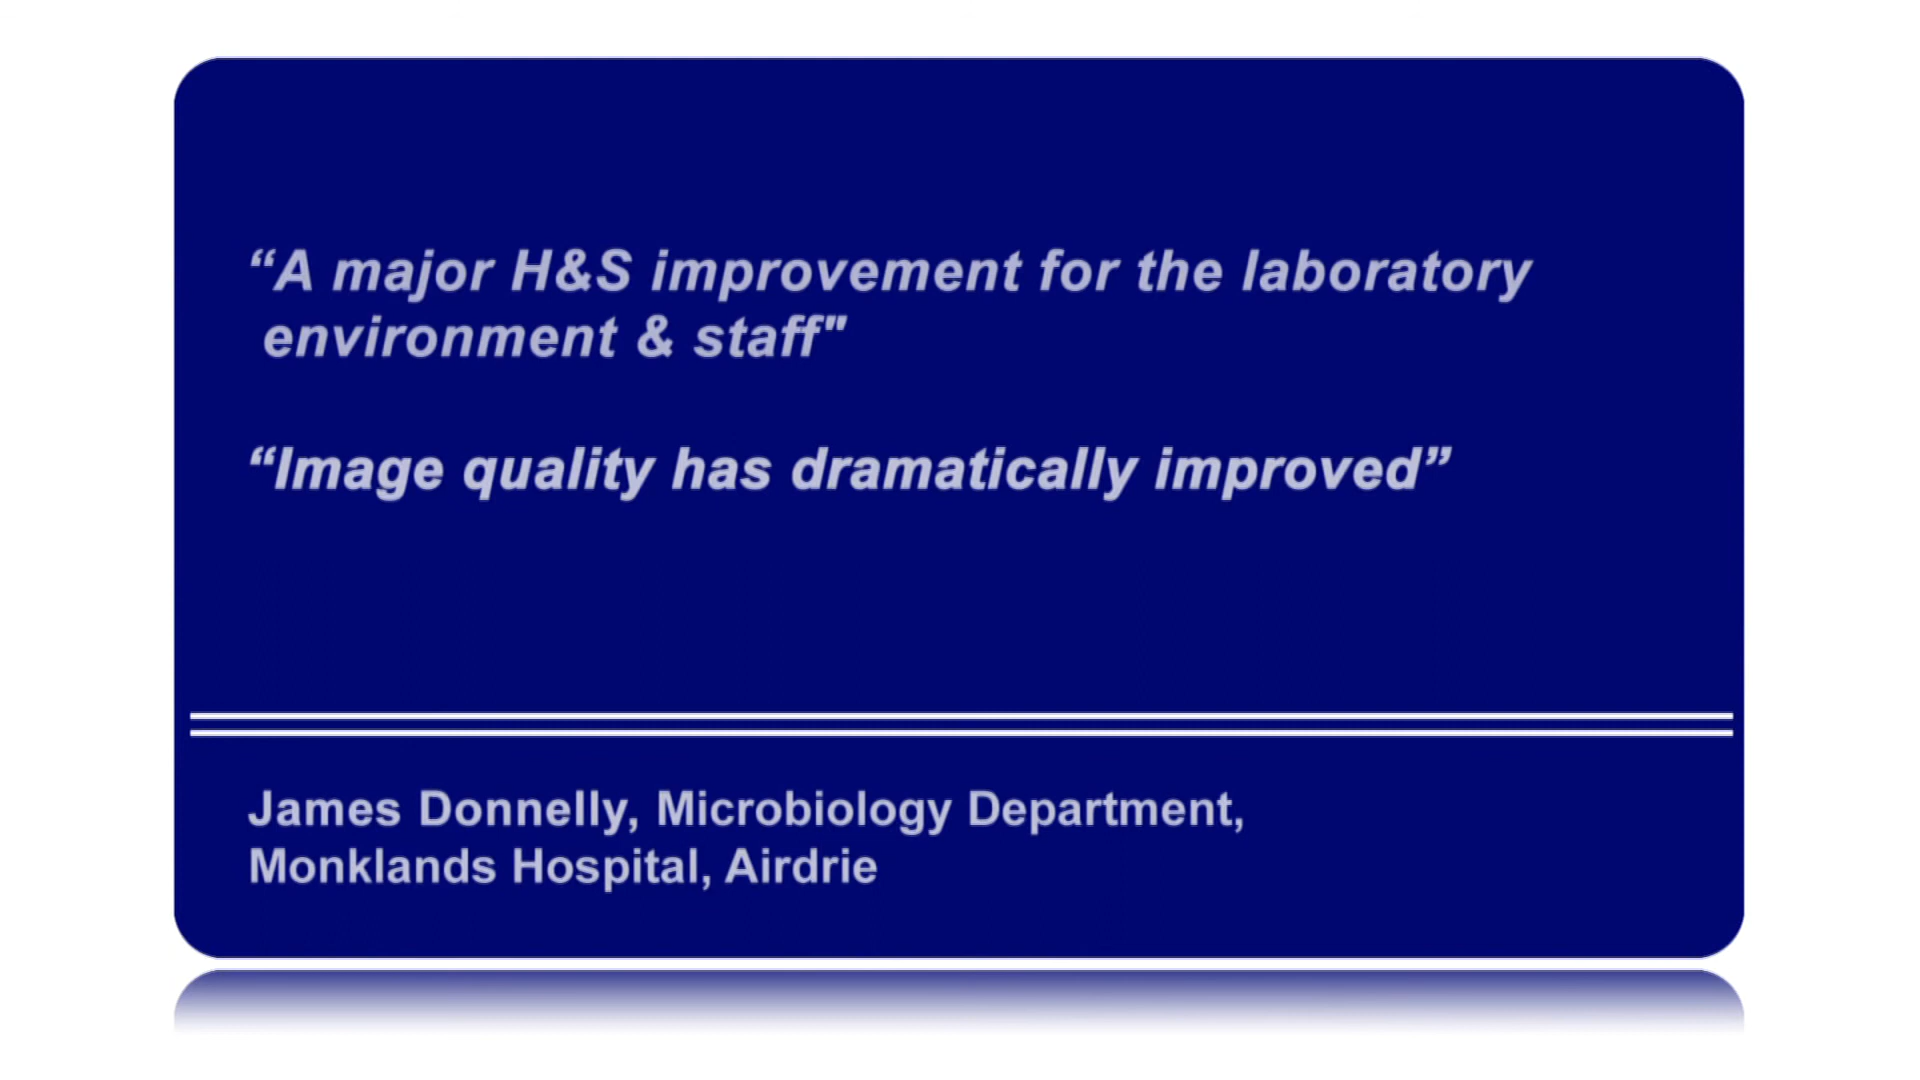 “A major H&S improvement for the laboratory
environment & staff"
“Image quality has dramatically improved”
James Donnelly, Microbiology Department,
Monklands Hospital, Airdrie